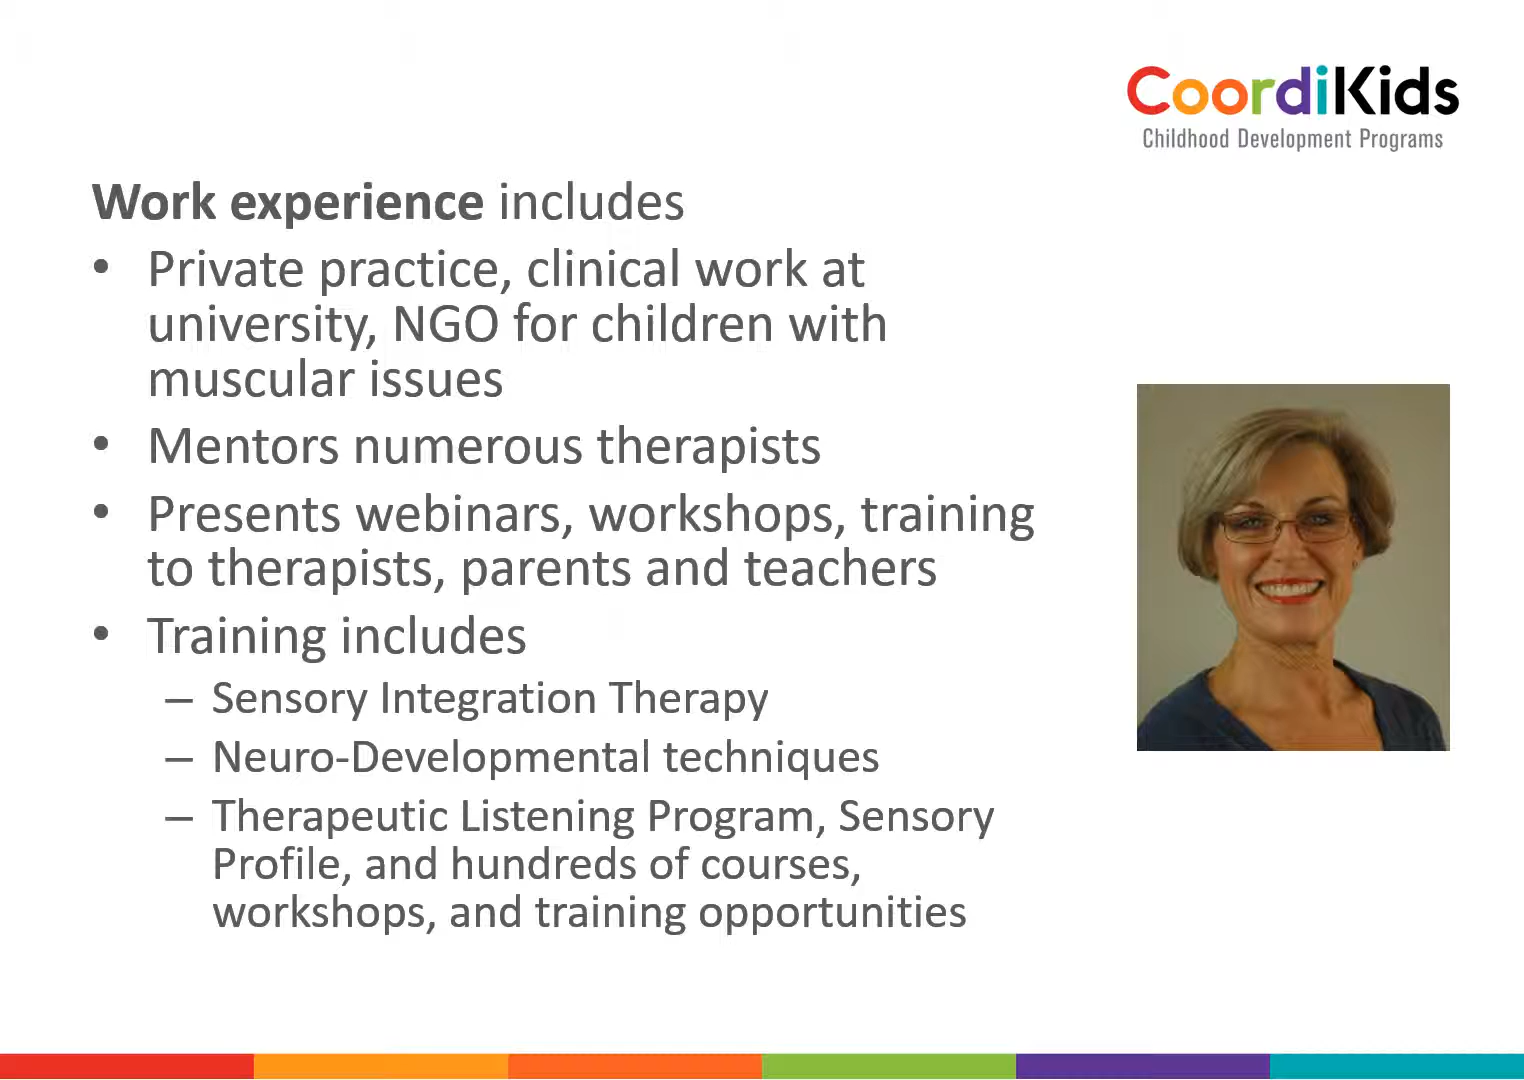 CoordiKids
Childhood Development Programs
Work experience includes
• Private practice, clinical work at
university, NGO for children with
muscular issues
• Mentors numerous therapists
• Presents webinars, workshops, training
to therapists, parents and teachers
• Training includes
– Sensory Integration Therapy
– Neuro-Developmental techniques
– Therapeutic Listening Program, Sensory
Profile, and hundreds of courses,
workshops, and training opportunities